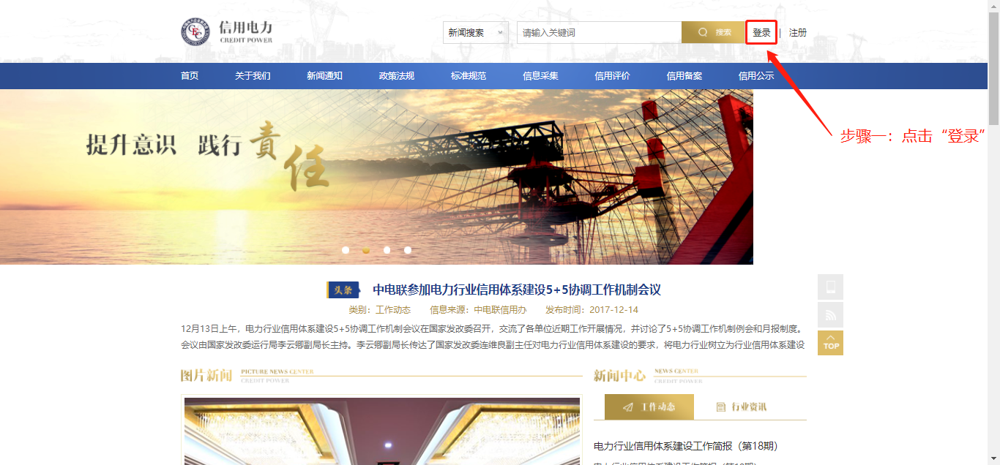 信用电力
CREDIT POWER
新闻搜索
请输入关键词
搜索
登录 | 注册
首页 关于我们 新闻通知 政策法规 标准规范 信息采集 信用评价 信用备案 信用公示
步骤一：点击“登录”
提升意识 践行责任
头条 中电联参加电力行业信用体系建设5+5协调工作机制会议
类别：工作动态 信息来源：中电联信用办 发布时间：2017-12-14
12月13日上午，电力行业信用体系建设5+5协调工作机制会议在国家发改委召开，交流了各单位近期工作开展情况，并讨论了5+5协调工作机制例会和月报制度。
会议由国家发改委运行局李云卿副局长主持。李云卿副局长传达了国家发改委连维良副主任对电力行业信用体系建设的要求，将电力行业树立为行业信用体系建设
TOP
图片新闻 PICTURE NEWS CENTER
CREDIT POWER
新闻中心 NEWS CENTER
CREDIT POWER
工作动态 行业资讯
电力行业信用体系建设工作简报（第18期）